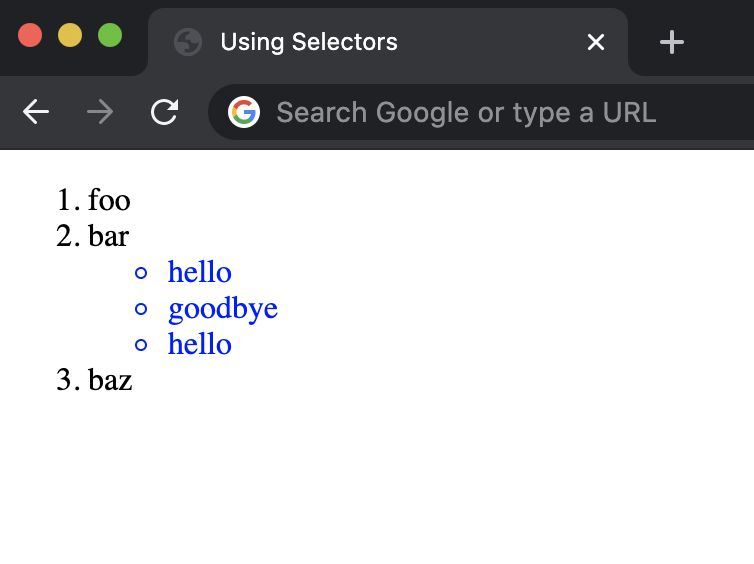 Using Selectors
Search Google or type a URL
1. foo
2. bar
hello
goodbye
hello
3. baz